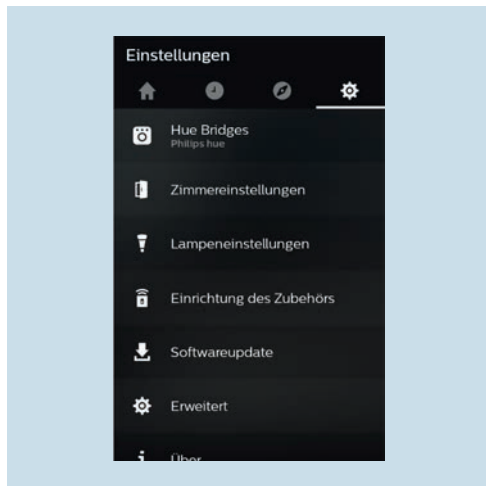 Einstellungen
Hue Bridges
Philips hue
Zimmereinstellungen
Lampeneinstellungen
Einrichtung des Zubehörs
Softwareupdate
Erweitert
Über